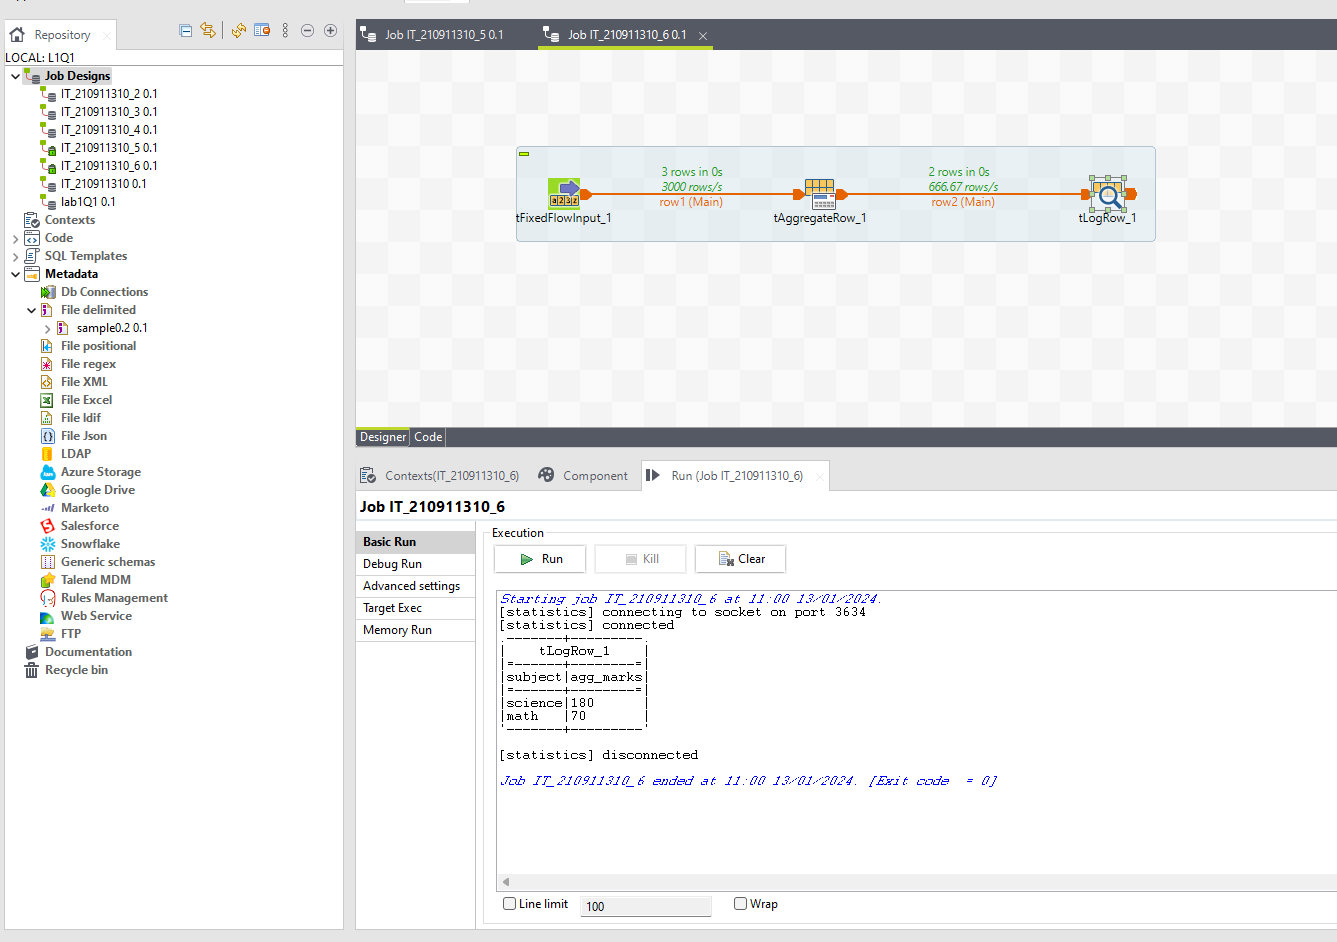 Repository
LOCAL: L1Q1
Job Designs
IT_210911310_2 0.1
IT_210911310_3 0.1
IT_210911310_4 0.1
IT_210911310_5 0.1
IT_210911310_6 0.1
IT_210911310 0.1
lab1Q1 0.1
Contexts
Code
SQL Templates
Metadata
Db Connections
File delimited
sample0.2 0.1
File positional
File regex
File XML
File Excel
File ldif
File Json
LDAP
Azure Storage
Google Drive
Marketo
Salesforce
Snowflake
Generic schemas
Talend MDM
Rules Management
Web Service
FTP
Documentation
Recycle bin
Job IT_210911310_5 0.1
Job IT_210911310_6 0.1
3 rows in 0s
3000 rows/s
row1 (Main)
2 rows in 0s
666.67 rows/s
row2 (Main)
tFixedFlowInput_1
tAggregateRow_1
tLogRow_1
Designer
Code
Contexts(IT_210911310_6)
Component
Run (Job IT_210911310_6)
Job IT_210911310_6
Basic Run
Debug Run
Advanced settings
Target Exec
Memory Run
Execution
Run
Kill
Clear
Starting job IT_210911310_6 at 11:00 13/01/2024.
[statistics] connecting to socket on port 3634
[statistics] connected
.-------+---------.
|    tLogRow_1    |
|=------+--------=|
|subject|agg_marks|
|=------+--------=|
|science|180      |
|math   |70       |
'-------+---------'
[statistics] disconnected
Job IT_210911310_6 ended at 11:00 13/01/2024. [Exit code  = 0]
Line limit
100
Wrap